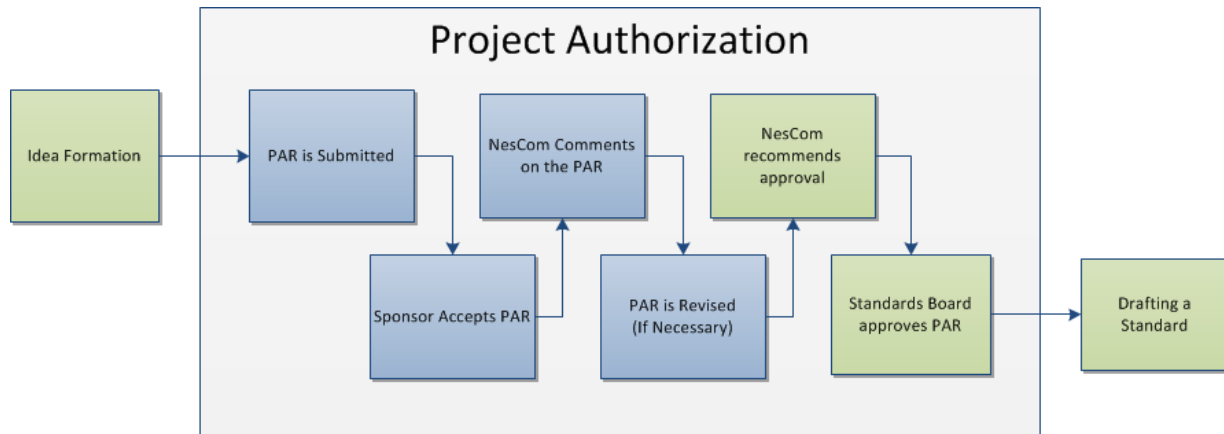 Project Authorization
Idea Formation
PAR is Submitted
Sponsor Accepts PAR
NesCom Comments
on the PAR
PAR is Revised
(If Necessary)
NesCom
recommends
approval
Standards Board
approves PAR
Drafting a
Standard